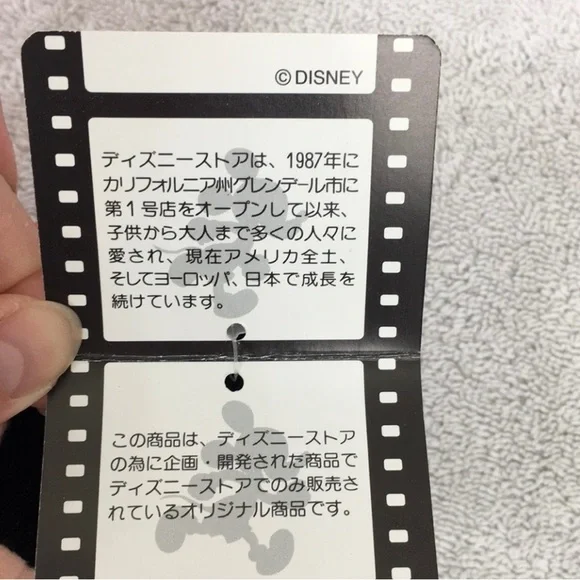 ©DISNEY
ディズニーストアは、1987年に
カリフォルニア州グレンデール市に
第1号店をオープンして以来、
子供から大人まで多くの人々に
愛され、現在アメリカ全土、
そしてヨーロッパ、日本で成長を
続けています。
この商品は、ディズニーストア
の為に企画・開発された商品で
ディズニーストアでのみ販売さ
れているオリジナル商品です。